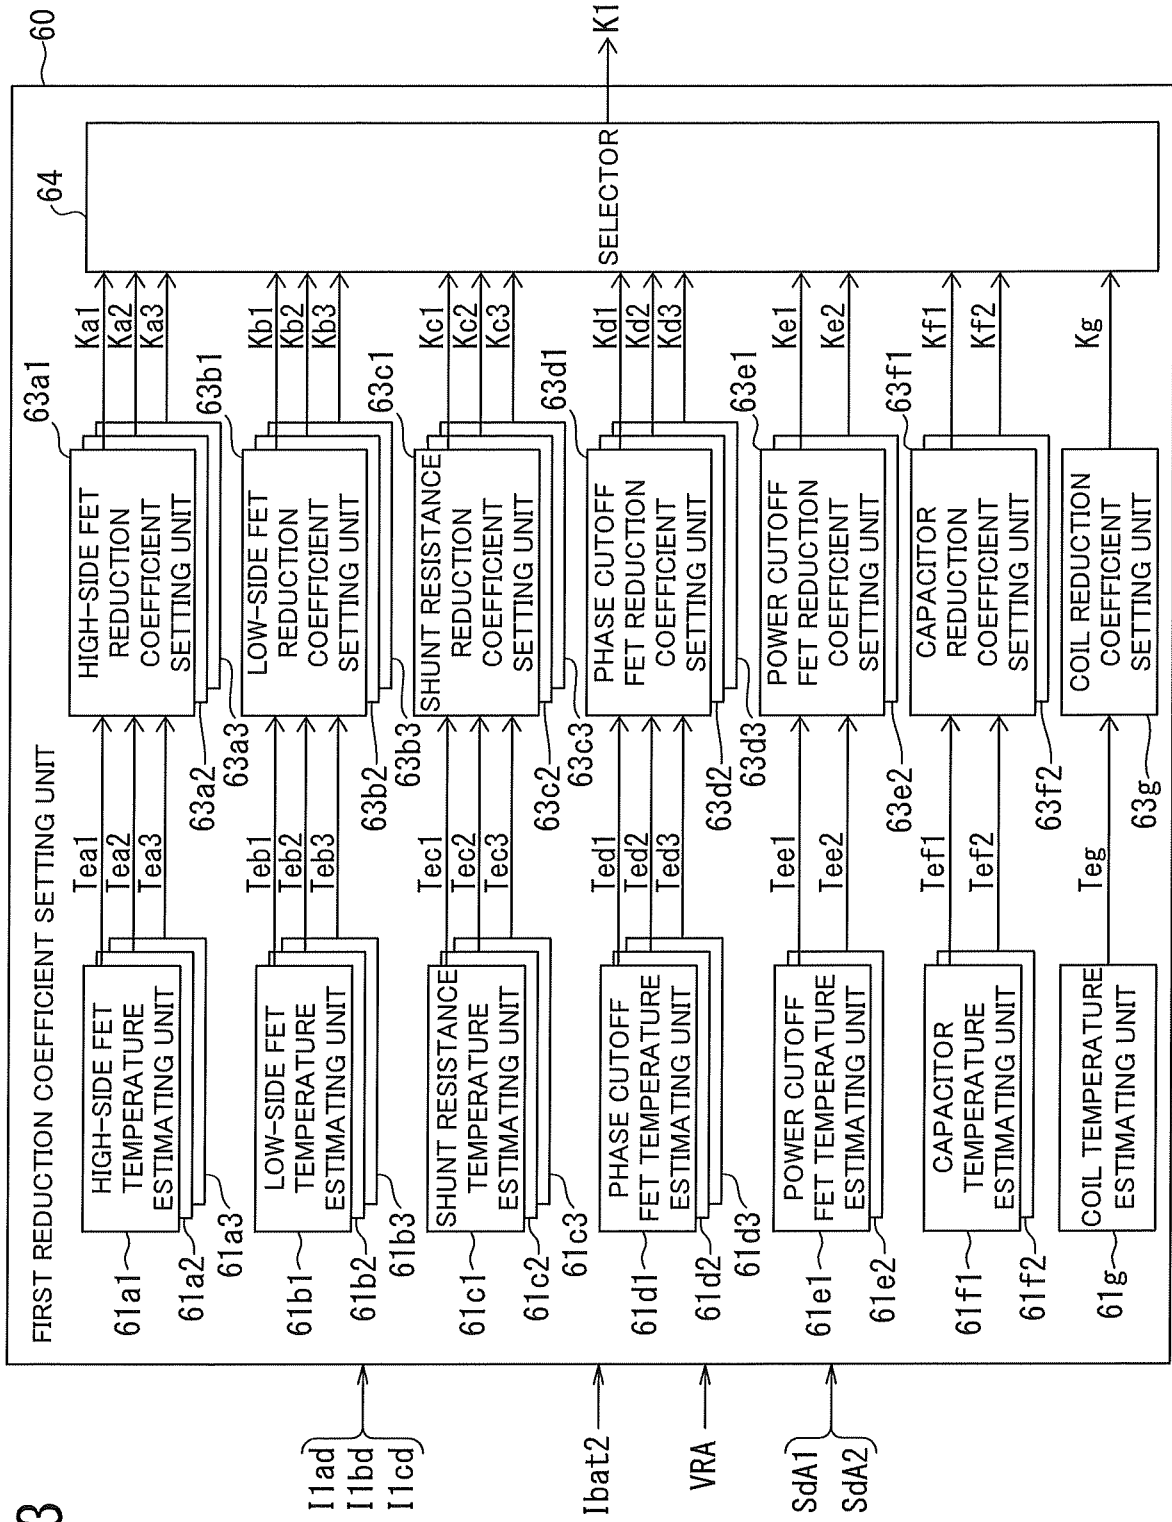 3
FIRST REDUCTION COEFFICIENT SETTING UNIT
60
I1ad
I1bd
I1cd
Ibat2
VRA
SdA1
SdA2
HIGH-SIDE FET
TEMPERATURE
ESTIMATING UNIT
61a1
61a2
61a3
Tea1
Tea2
Tea3
HIGH-SIDE FET
REDUCTION
COEFFICIENT
SETTING UNIT
63a1
63a2
63a3
Ka1
Ka2
Ka3
LOW-SIDE FET
TEMPERATURE
ESTIMATING UNIT
61b1
61b2
61b3
Teb1
Teb2
Teb3
LOW-SIDE FET
REDUCTION
COEFFICIENT
SETTING UNIT
63b1
63b2
63b3
Kb1
Kb2
Kb3
SHUNT RESISTANCE
TEMPERATURE
ESTIMATING UNIT
61c1
61c2
61c3
Tec1
Tec2
Tec3
SHUNT RESISTANCE
REDUCTION
COEFFICIENT
SETTING UNIT
63c1
63c2
63c3
Kc1
Kc2
Kc3
PHASE CUTOFF
FET TEMPERATURE
ESTIMATING UNIT
61d1
61d2
61d3
Ted1
Ted2
Ted3
PHASE CUTOFF
FET REDUCTION
COEFFICIENT
SETTING UNIT
63d1
63d2
63d3
Kd1
Kd2
Kd3
POWER CUTOFF
FET TEMPERATURE
ESTIMATING UNIT
61e1
61e2
Tee1
Tee2
POWER CUTOFF
FET REDUCTION
COEFFICIENT
SETTING UNIT
63e1
63e2
Ke1
Ke2
CAPACITOR
TEMPERATURE
ESTIMATING UNIT
61f1
61f2
Tef1
Tef2
CAPACITOR
REDUCTION
COEFFICIENT
SETTING UNIT
63f1
63f2
Kf1
Kf2
COIL TEMPERATURE
ESTIMATING UNIT
61g
Teg
COIL REDUCTION
COEFFICIENT
SETTING UNIT
63g
Kg
SELECTOR
64
K1